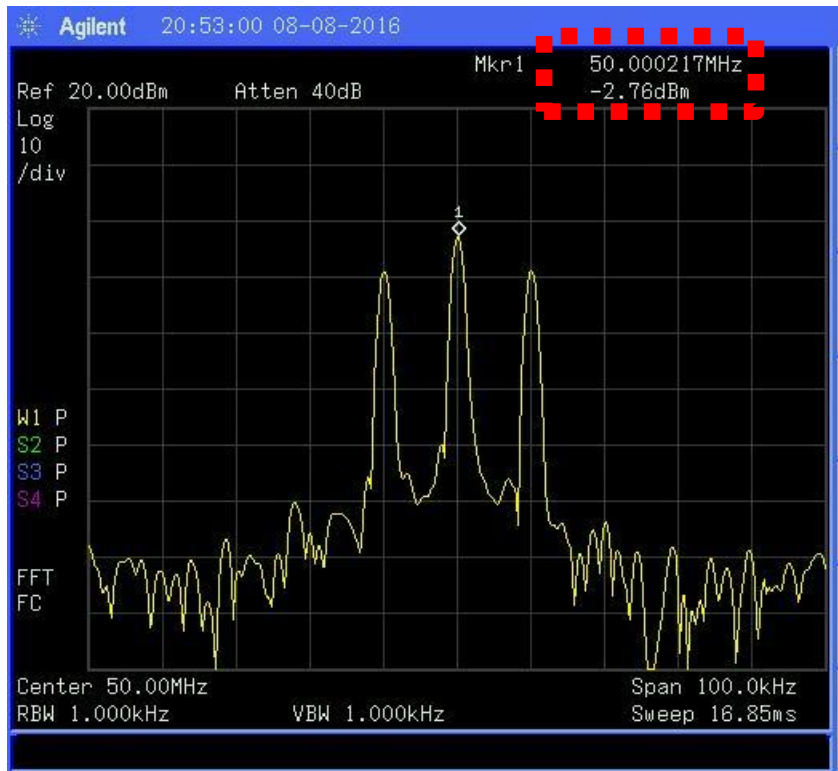 Agilent 20:53:00 08-08-2016
Mkr1 50.000217MHz
Ref 20.00dBm Atten 40dB -2.76dBm
Log
10
/div
1
W1 P
S2 P
S3 P
S4 P
FFT
FC
Center 50.00MHz Span 100.0kHz
RBW 1.000kHz VBW 1.000kHz Sweep 16.85ms